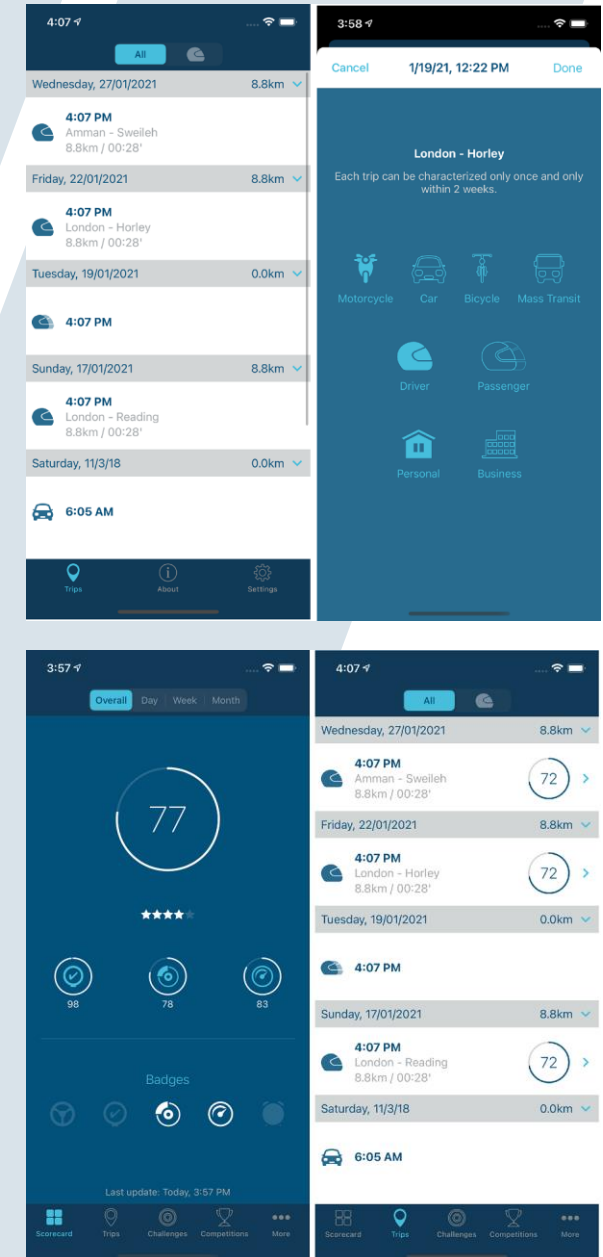 4:07
All
Wednesday, 27/01/2021 8.8km
4:07 PM
Amman - Sweileh
8.8km / 00:28'
Friday, 22/01/2021 8.8km
4:07 PM
London - Horley
8.8km / 00:28'
Tuesday, 19/01/2021 0.0km
4:07 PM
Sunday, 17/01/2021 8.8km
4:07 PM
London - Reading
8.8km / 00:28'
Saturday, 11/3/18 0.0km
6:05 AM
Trips About Settings
3:58
Cancel 1/19/21, 12:22 PM Done
London - Horley
Each trip can be characterized only once and only
within 2 weeks.
Motorcycle Car Bicycle Mass Transit
Driver Passenger
Personal Business
3:57
Overall Day Week Month
77
98 78 83
Badges
Last update: Today, 3:57 PM
Scorecard Trips Challenges Competitions More
4:07
All
Wednesday, 27/01/2021 8.8km
4:07 PM
Amman - Sweileh
8.8km / 00:28'
72
Friday, 22/01/2021 8.8km
4:07 PM
London - Horley
8.8km / 00:28'
72
Tuesday, 19/01/2021 0.0km
4:07 PM
Sunday, 17/01/2021 8.8km
4:07 PM
London - Reading
8.8km / 00:28'
72
Saturday, 11/3/18 0.0km
6:05 AM
Scorecard Trips Challenges Competitions More